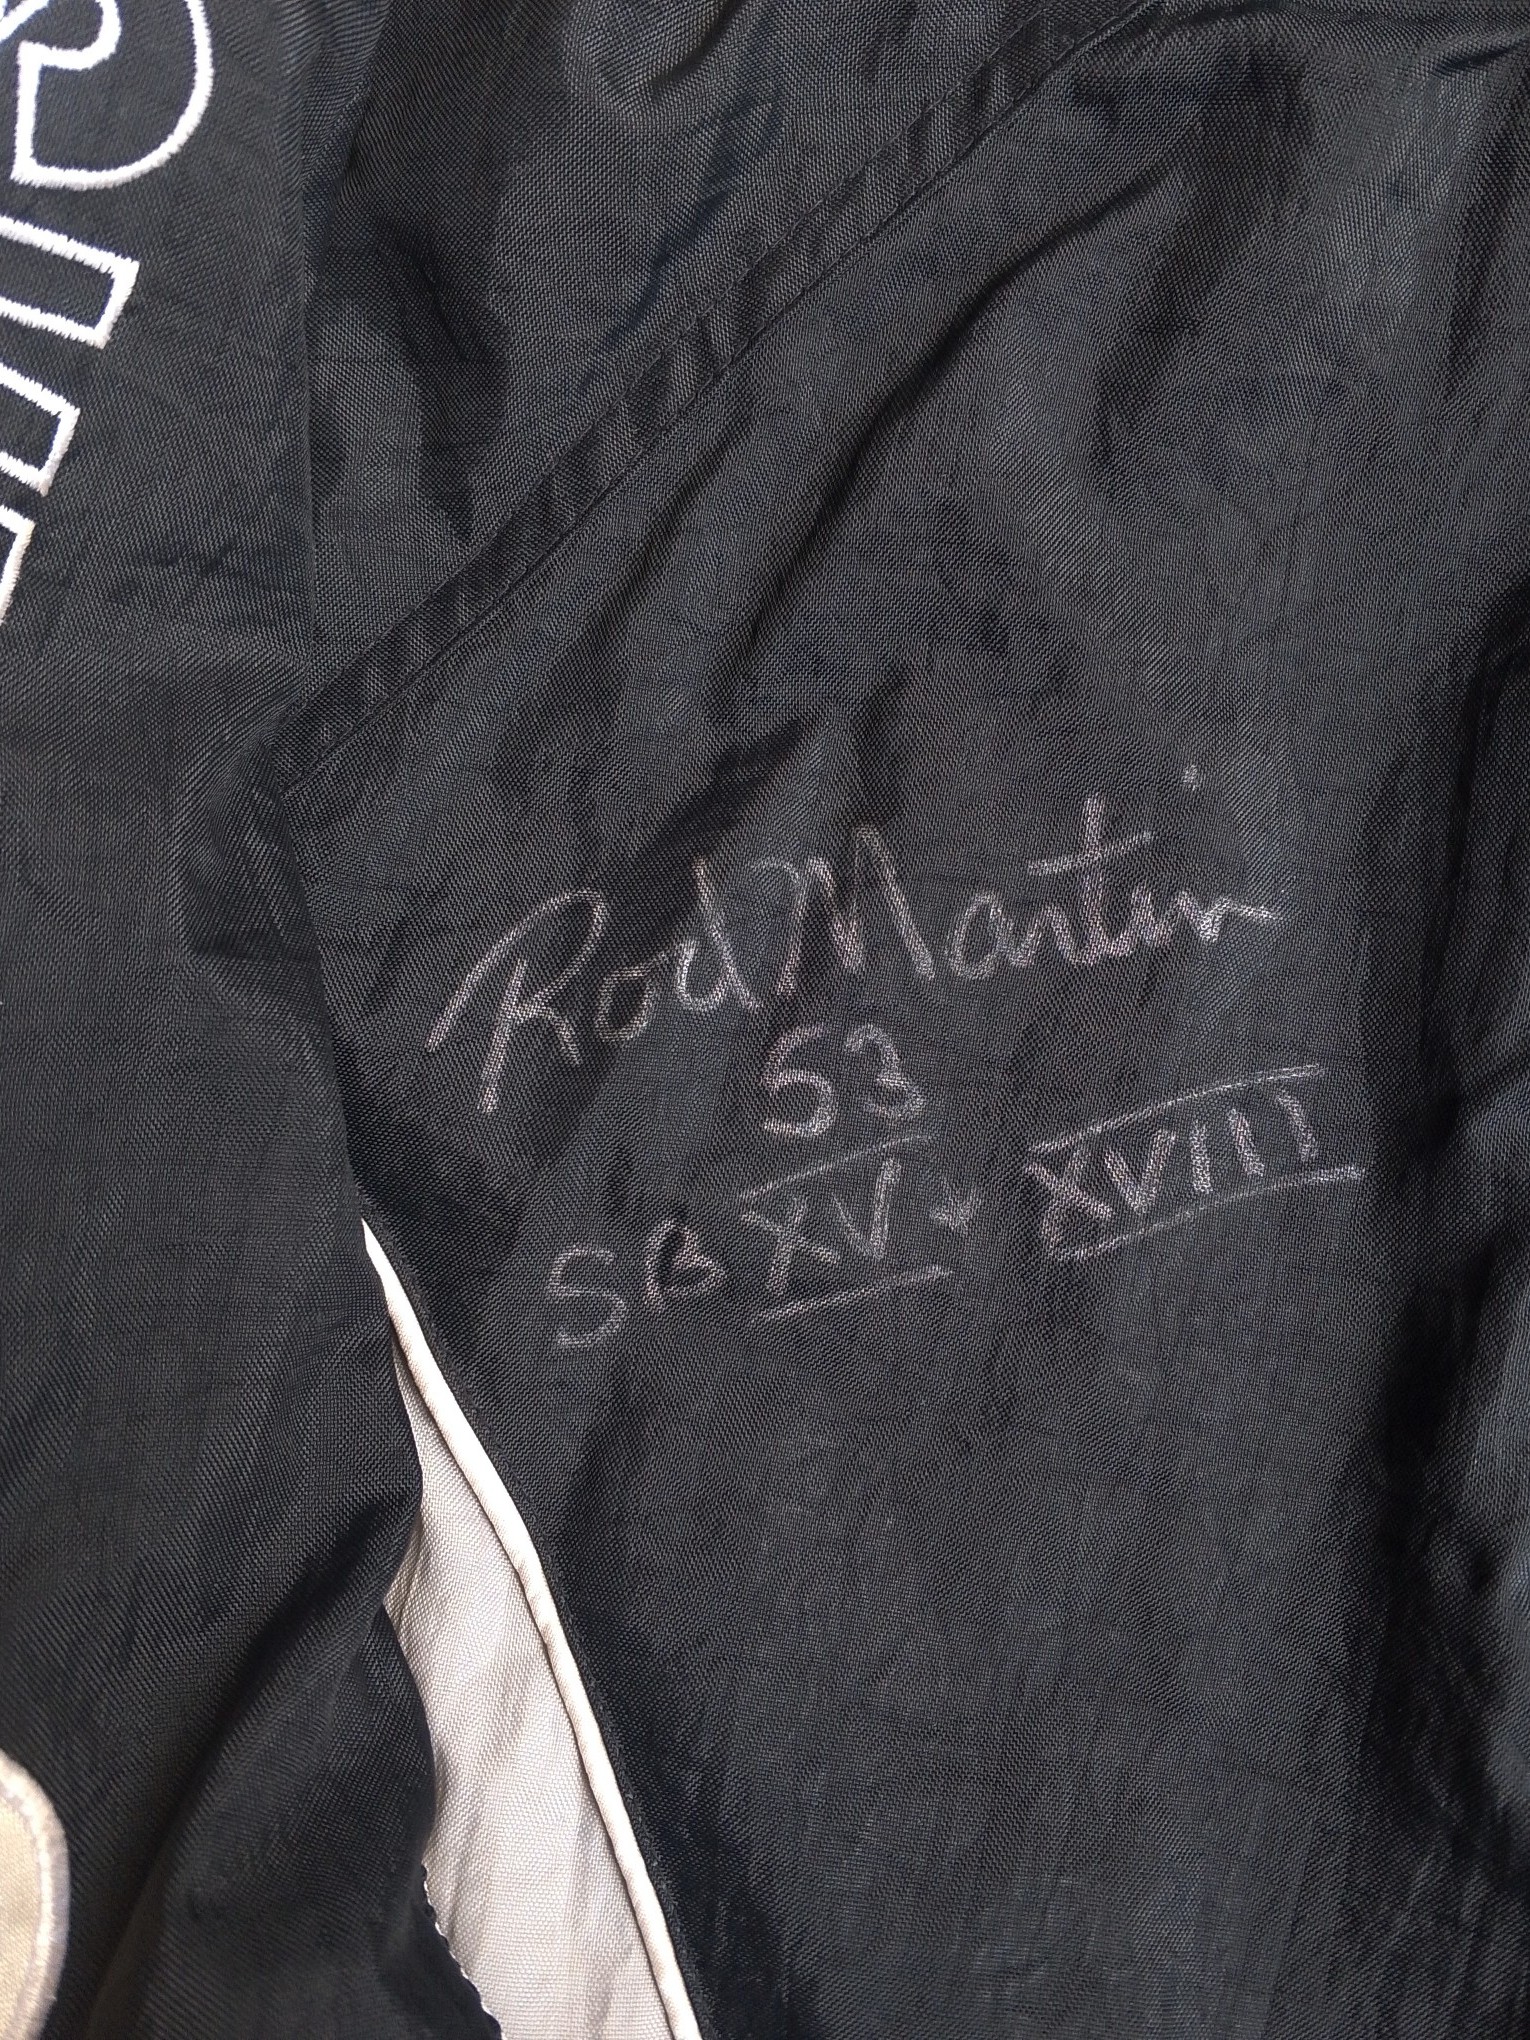 Rod Martin
53
SB XV + XVIII